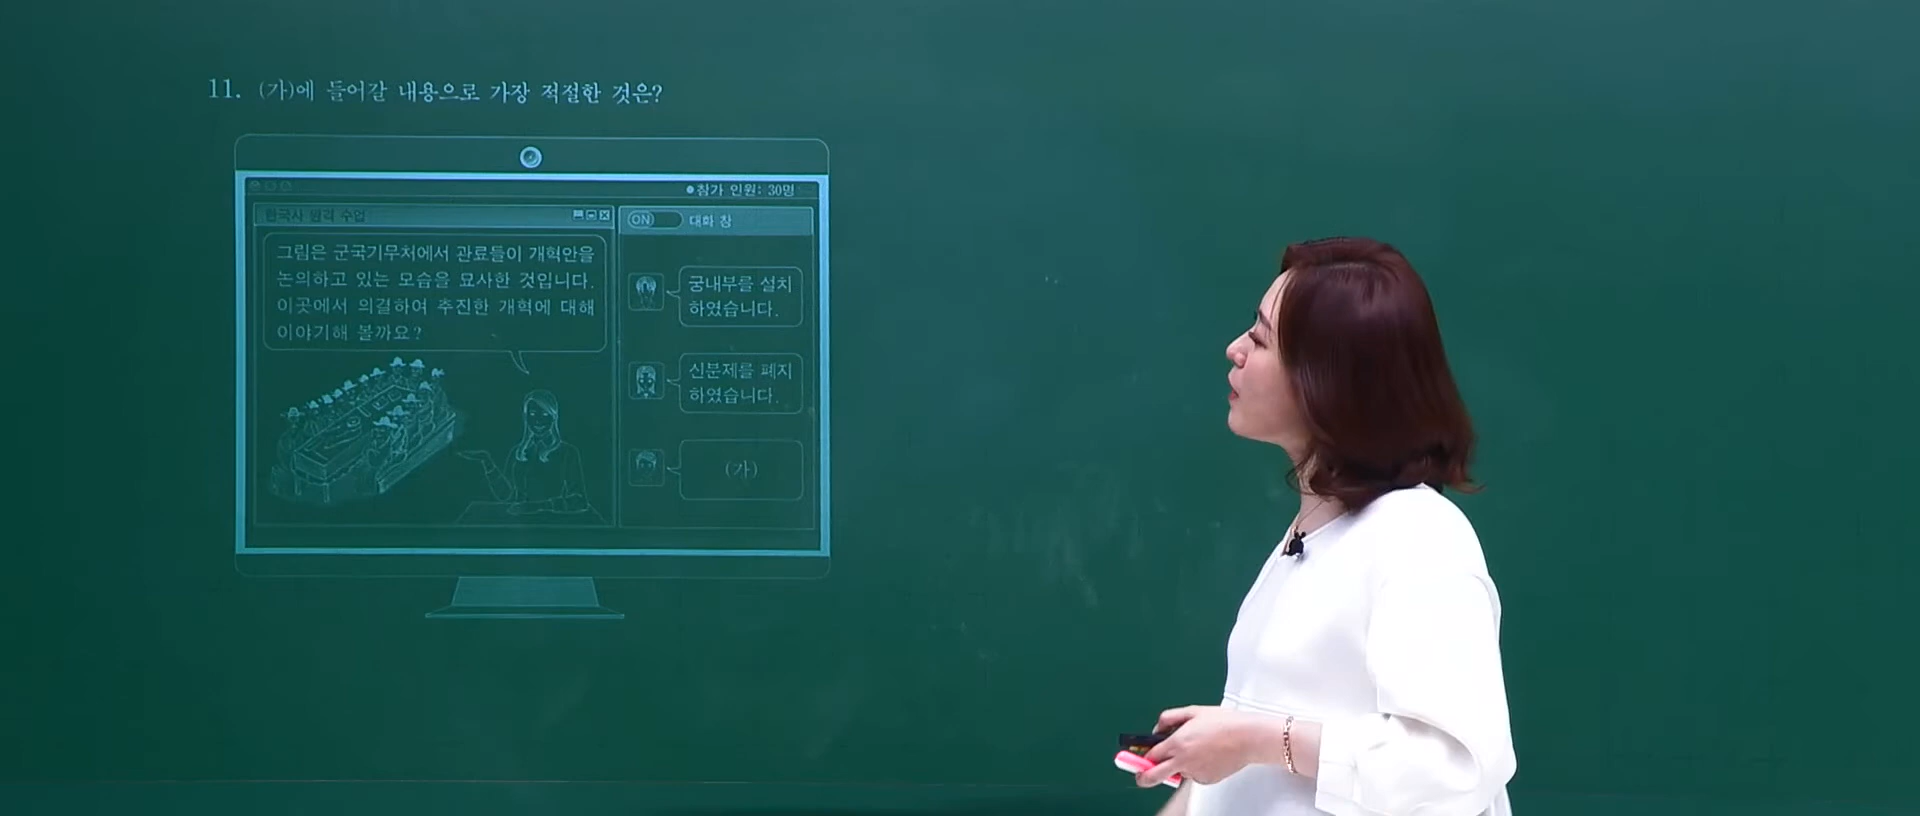 11. (가)에 들어갈 내용으로 가장 적절한 것은?
●참가 인원: 30명
한국사 원격 수업
ON 대화 창
그림은 군국기무처에서 관료들이 개혁안을
논의하고 있는 모습을 묘사한 것입니다.
이곳에서 의결하여 추진한 개혁에 대해
이야기해 볼까요?
궁내부를 설치
하였습니다.
신분제를 폐지
하였습니다.
(가)